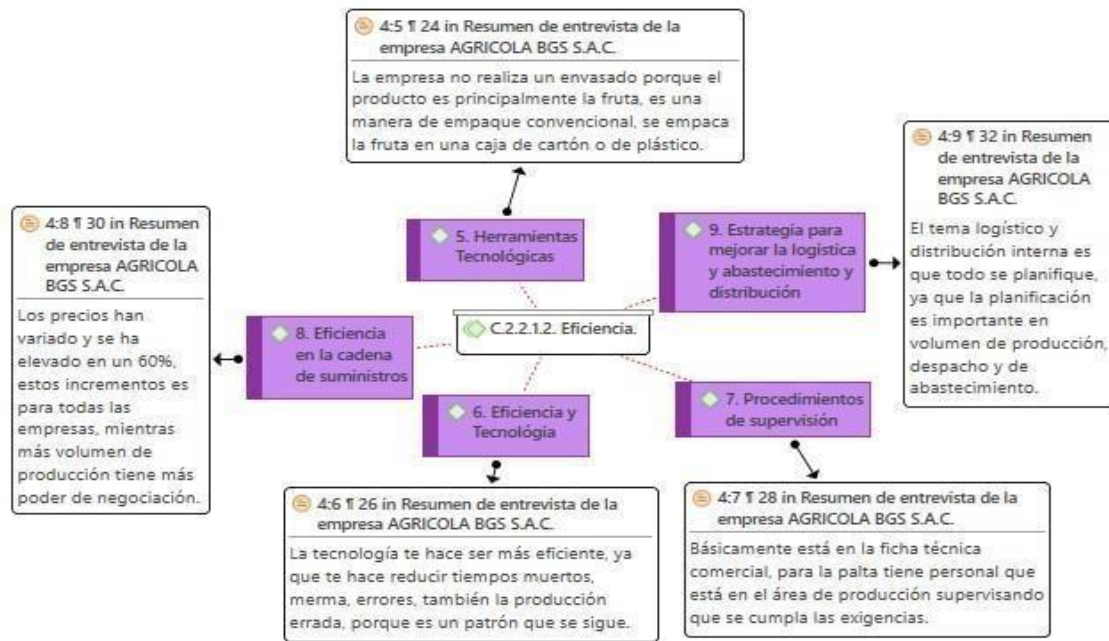 4:5 ¶ 24 in Resumen de entrevista de la
empresa AGRICOLA BGS S.A.C.
La empresa no realiza un envasado porque el
producto es principalmente la fruta, es una
manera de empaque convencional, se empaca
la fruta en una caja de cartón o de plástico.
4:9 ¶ 32 in Resumen
de entrevista de la
empresa AGRICOLA
BGS S.A.C.
El tema logístico y
distribución interna es
que todo se planifique,
ya que la planificación
es importante en
volumen de producción,
despacho y de
abastecimiento.
4:8 ¶ 30 in Resumen
de entrevista de la
empresa AGRICOLA
BGS S.A.C.
Los precios han
variado y se ha
elevado en un 60%,
estos incrementos es
para todas las
empresas, mientras
más volumen de
producción tiene más
poder de negociación.
5. Herramientas
Tecnológicas
9. Estrategia para
mejorar la logistica
y abastecimiento y
distribución
C.2.2.1.2. Eficiencia.
8. Eficiencia
en la cadena
de suministros
6. Eficiencia y
Tecnológia
7. Procedimientos
de supervisión
4:6 ¶ 26 in Resumen de entrevista de la
empresa AGRICOLA BGS S.A.C.
La tecnología te hace ser más eficiente, ya
que te hace reducir tiempos muertos,
merma, errores, también la producción
errada, porque es un patrón que se sigue.
4:7 ¶ 28 in Resumen de entrevista de la
empresa AGRICOLA BGS S.A.C.
Básicamente está en la ficha técnica
comercial, para la palta tiene personal que
está en el área de producción supervisando
que se cumpla las exigencias.